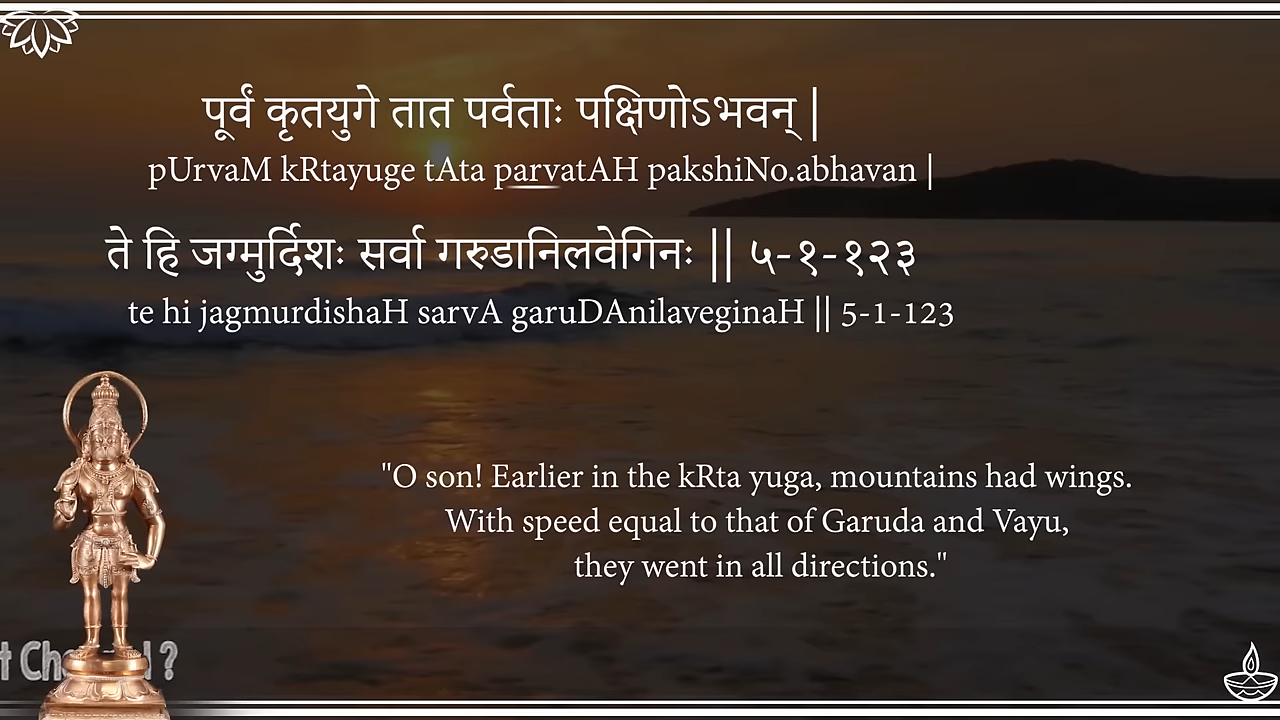 पूर्वं कृतयुगे तात पर्वताः पक्षिणोऽभवन् |
pUrvaM kRtayuge tAta parvatAH pakshiNo.abhavan |
ते हि जग्मुर्दिशः सर्वा गरुडानिलवेगिनः || ५-१-१२३
te hi jagmurdishaH sarvA garuDAnilaveginaH || 5-1-123
"O son! Earlier in the kRta yuga, mountains had wings.
With speed equal to that of Garuda and Vayu,
they went in all directions."